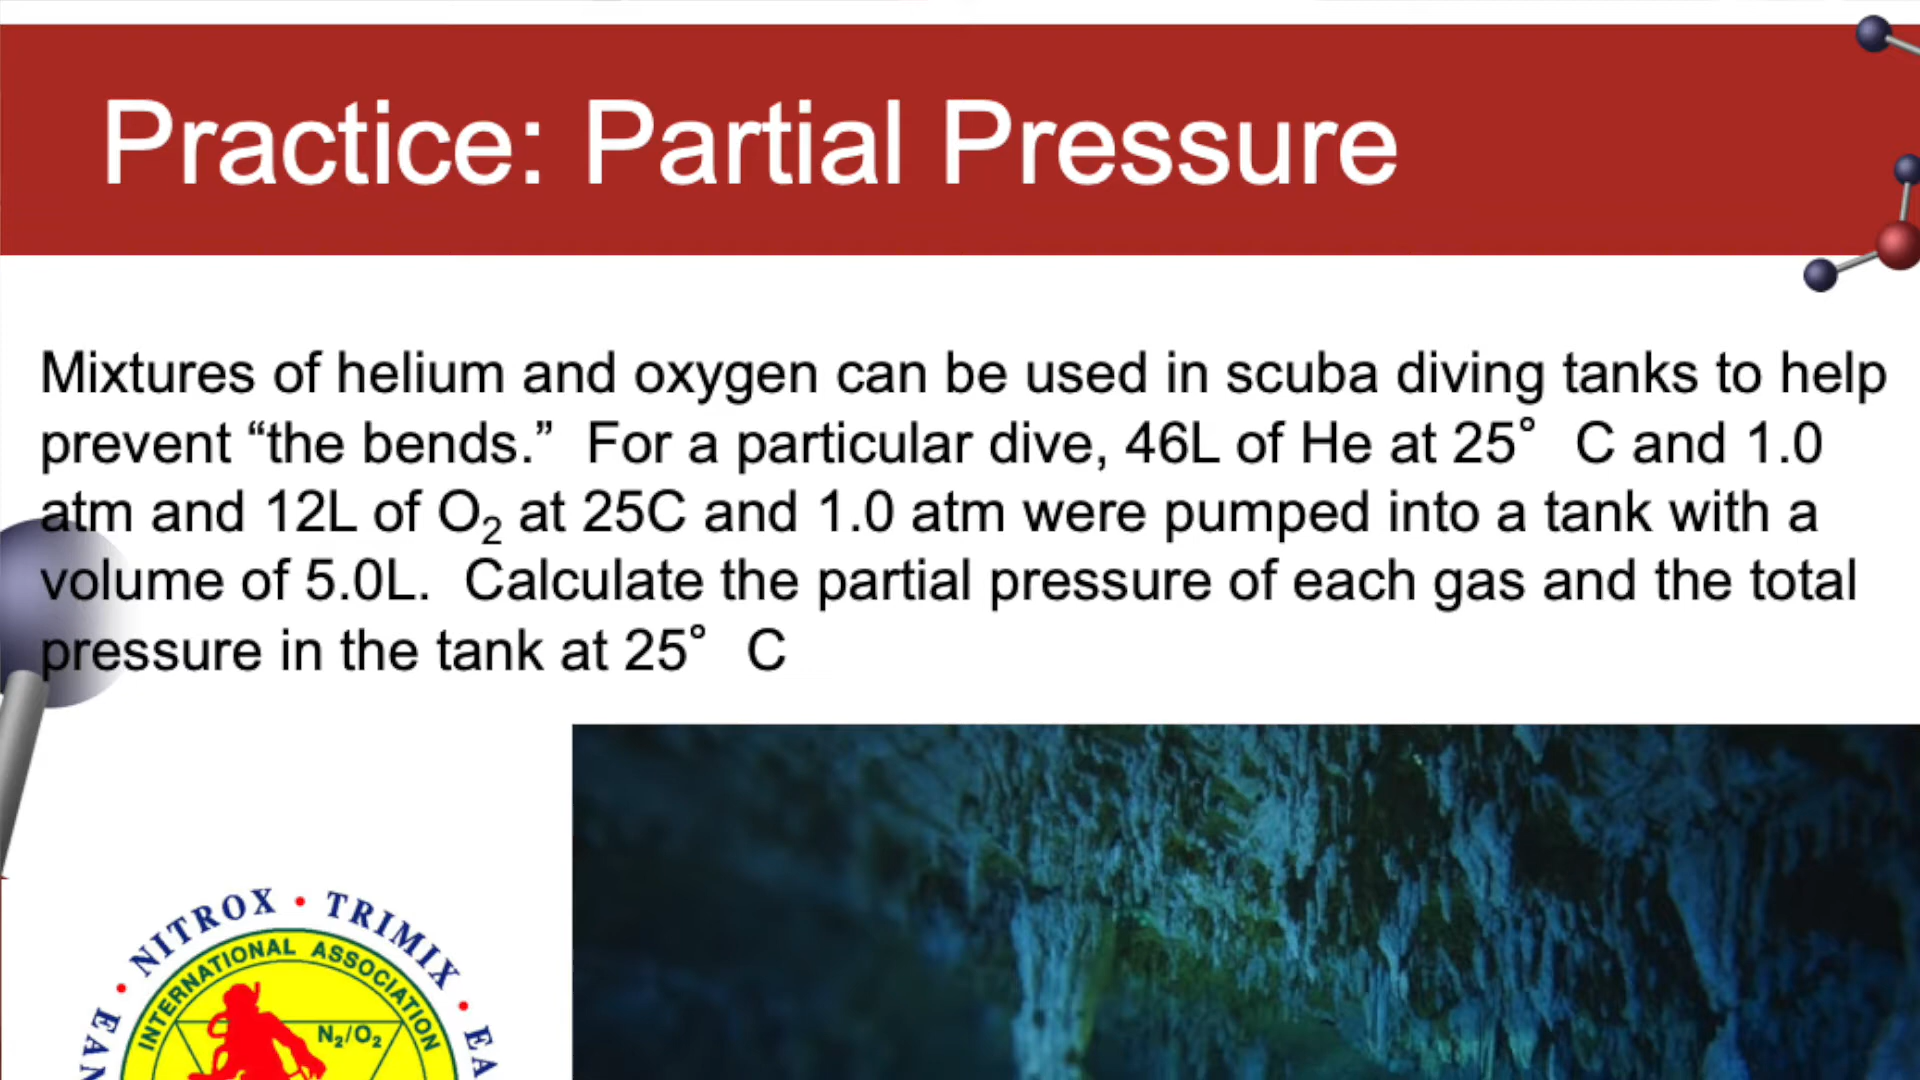 Practice: Partial Pressure
Mixtures of helium and oxygen can be used in scuba diving tanks to help
prevent “the bends.” For a particular dive, 46L of He at 25° C and 1.0
atm and 12L of O₂ at 25C and 1.0 atm were pumped into a tank with a
volume of 5.0L. Calculate the partial pressure of each gas and the total
pressure in the tank at 25° C
NITROX • TRIMIX
INTERNATIONAL ASSOCIATION
N₂/O₂